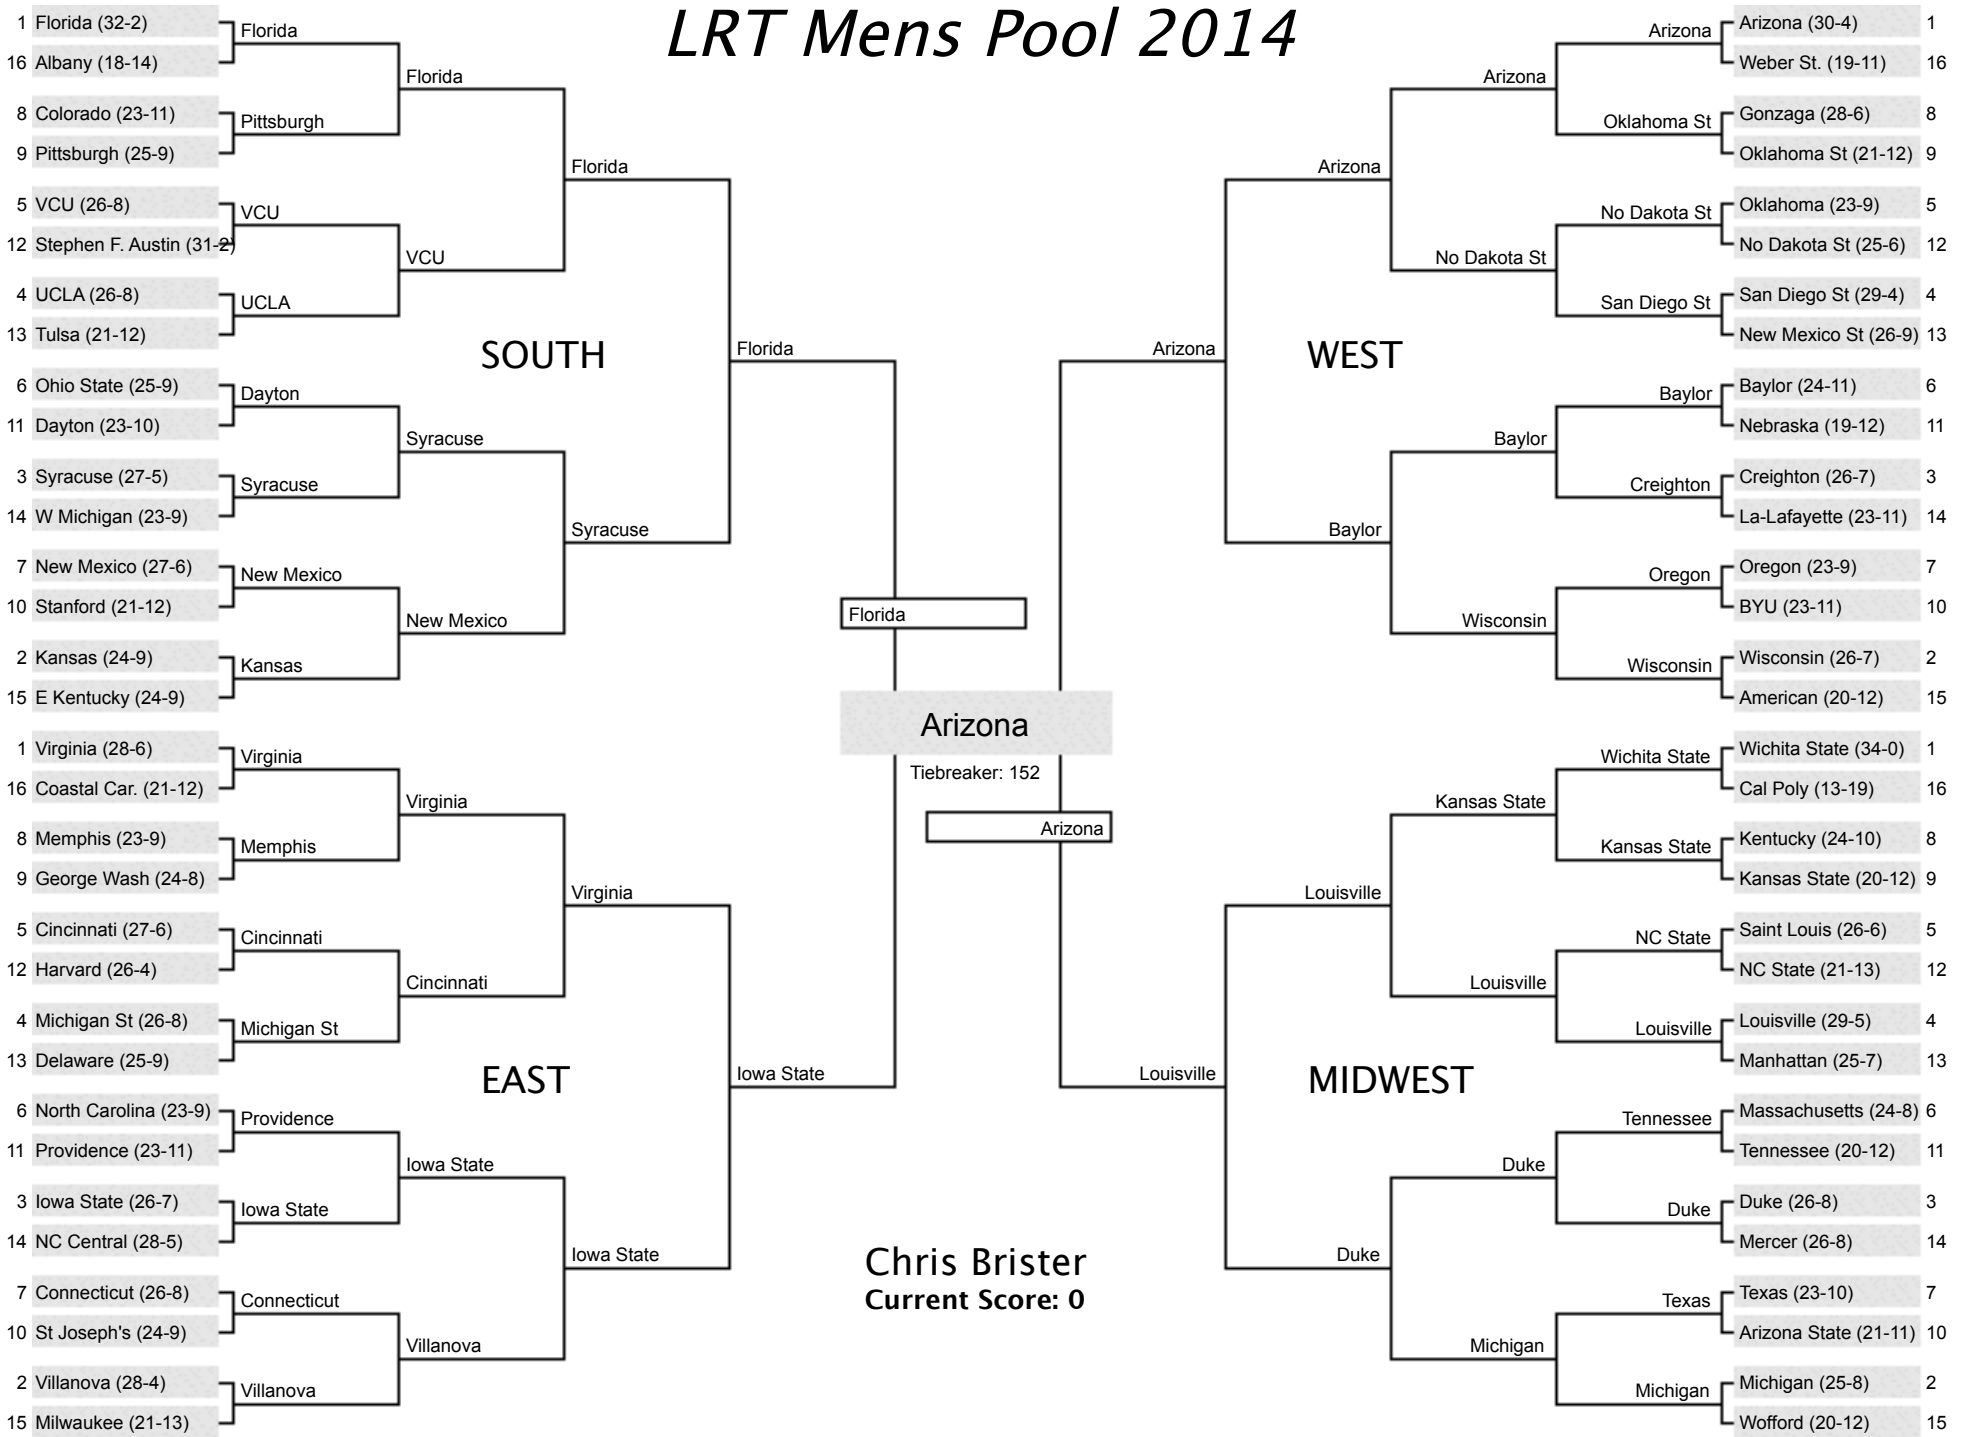 LRT Mens Pool 2014
1 Florida (32-2)
16 Albany (18-14)
8 Colorado (23-11)
9 Pittsburgh (25-9)
5 VCU (26-8)
12 Stephen F. Austin (31-2)
4 UCLA (26-8)
13 Tulsa (21-12)
6 Ohio State (25-9)
11 Dayton (23-10)
3 Syracuse (27-5)
14 W Michigan (23-9)
7 New Mexico (27-6)
10 Stanford (21-12)
2 Kansas (24-9)
15 E Kentucky (24-9)
Florida
Pittsburgh
VCU
UCLA
Dayton
Syracuse
New Mexico
Kansas
Florida
VCU
Syracuse
New Mexico
Florida
Syracuse
SOUTH
Florida
1 Virginia (28-6)
16 Coastal Car. (21-12)
8 Memphis (23-9)
9 George Wash (24-8)
5 Cincinnati (27-6)
12 Harvard (26-4)
4 Michigan St (26-8)
13 Delaware (25-9)
6 North Carolina (23-9)
11 Providence (23-11)
3 Iowa State (26-7)
14 NC Central (28-5)
7 Connecticut (26-8)
10 St Joseph's (24-9)
2 Villanova (28-4)
15 Milwaukee (21-13)
Virginia
Memphis
Cincinnati
Michigan St
Providence
Iowa State
Connecticut
Villanova
Virginia
Cincinnati
Iowa State
Villanova
Virginia
Iowa State
EAST
Iowa State
Florida
Arizona
Tiebreaker: 152
Arizona
Chris Brister
Current Score: 0
Arizona
WEST
Arizona
Baylor
Arizona
No Dakota St
Baylor
Wisconsin
Arizona
Oklahoma St
No Dakota St
San Diego St
Baylor
Creighton
Oregon
Wisconsin
Arizona (30-4) 1
Weber St. (19-11) 16
Gonzaga (28-6) 8
Oklahoma St (21-12) 9
Oklahoma (23-9) 5
No Dakota St (25-6) 12
San Diego St (29-4) 4
New Mexico St (26-9) 13
Baylor (24-11) 6
Nebraska (19-12) 11
Creighton (26-7) 3
La-Lafayette (23-11) 14
Oregon (23-9) 7
BYU (23-11) 10
Wisconsin (26-7) 2
American (20-12) 15
Louisville
MIDWEST
Louisville
Duke
Kansas State
Louisville
Duke
Michigan
Wichita State
Kansas State
NC State
Louisville
Tennessee
Duke
Texas
Michigan
Wichita State (34-0) 1
Cal Poly (13-19) 16
Kentucky (24-10) 8
Kansas State (20-12) 9
Saint Louis (26-6) 5
NC State (21-13) 12
Louisville (29-5) 4
Manhattan (25-7) 13
Massachusetts (24-8) 6
Tennessee (20-12) 11
Duke (26-8) 3
Mercer (26-8) 14
Texas (23-10) 7
Arizona State (21-11) 10
Michigan (25-8) 2
Wofford (20-12) 15